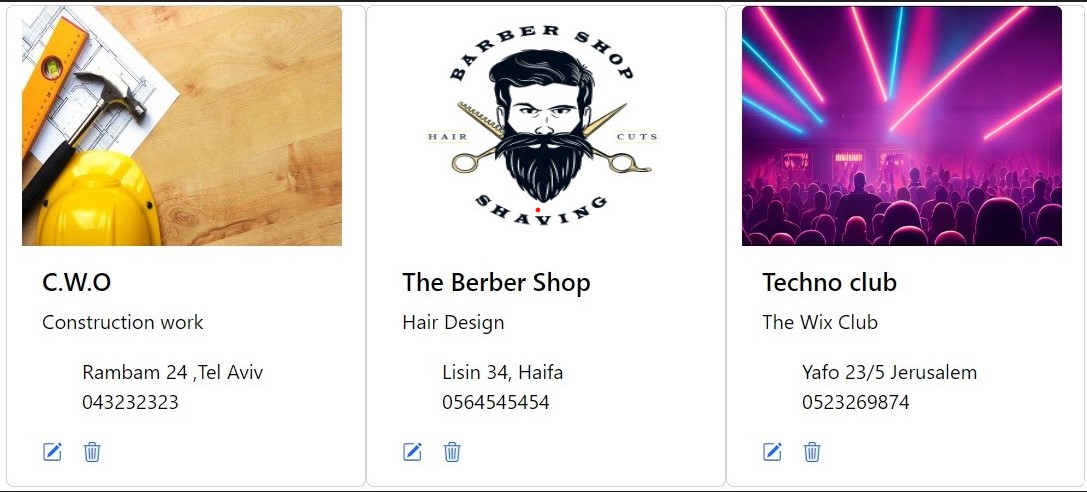 BARBER SHOP
HAIR CUTS
SHAVING
C.W.O
Construction work
Rambam 24 ,Tel Aviv
043232323
The Berber Shop
Hair Design
Lisin 34, Haifa
0564545454
Techno club
The Wix Club
Yafo 23/5 Jerusalem
0523269874